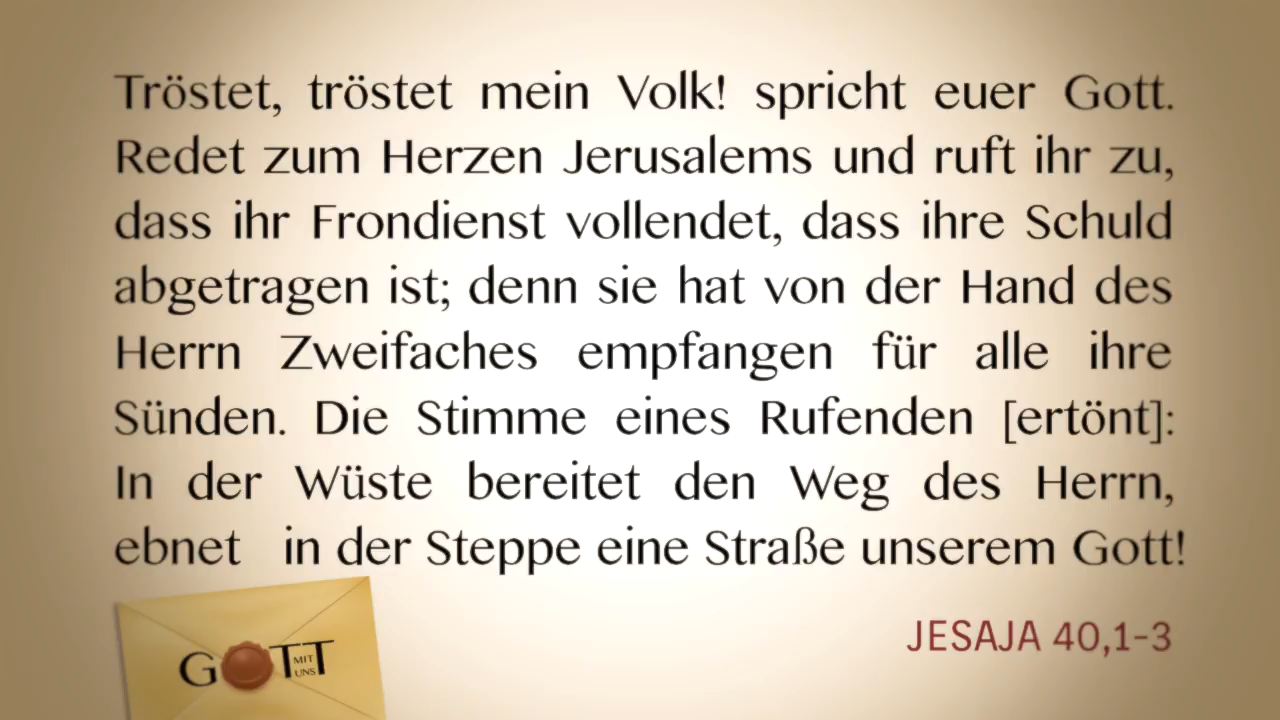 Tröstet, tröstet mein Volk! spricht euer Gott.
Redet zum Herzen Jerusalems und ruft ihr zu,
dass ihr Frondienst vollendet, dass ihre Schuld
abgetragen ist; denn sie hat von der Hand des
Herrn Zweifaches empfangen für alle ihre
Sünden. Die Stimme eines Rufenden [ertönt]:
In der Wüste bereitet den Weg des Herrn,
ebnet in der Steppe eine Straße unserem Gott!
JESAJA 40,1-3
GOTT
MIT
UNS